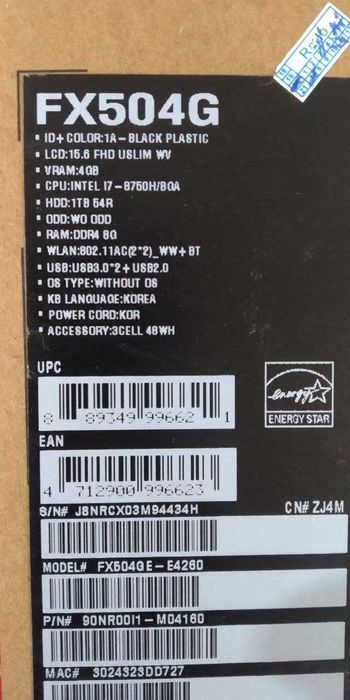 FX504G
▪ ID+ COLOR:1A-BLACK PLASTIC
▪ LCD:15.6 FHD USLIM WV
▪ VRAM:4GB
▪ CPU:INTEL I7-8750H/BGA
▪ HDD:1TB 54R
▪ ODD:WO ODD
▪ RAM:DDR4 8G
▪ WLAN:802.11AC(2*2)_WW+BT
▪ USB:USB3.0*2+USB2.0
▪ OS TYPE:WITHOUT OS
▪ KB LANGUAGE:KOREA
▪ POWER CORD:KOR
▪ ACCESSORY:3CELL 48WH
UPC
8 89349 99662 1
energy
ENERGY STAR
EAN
4 712900 996623
S/N# J8NRCX03M94434H CN# ZJ4M
MODEL# FX504GE-E4260
P/N# 90NR00I1-M04160
MAC# 3024323DD727